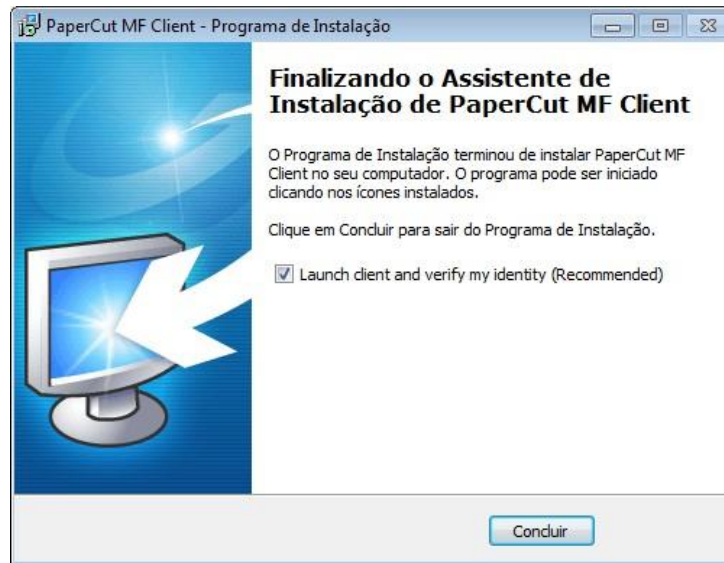 PaperCut MF Client - Programa de Instalação
Finalizando o Assistente de
Instalação de PaperCut MF Client
O Programa de Instalação terminou de instalar PaperCut MF
Client no seu computador. O programa pode ser iniciado
clicando nos ícones instalados.
Clique em Concluir para sair do Programa de Instalação.
Launch client and verify my identity (Recommended)
Concluir